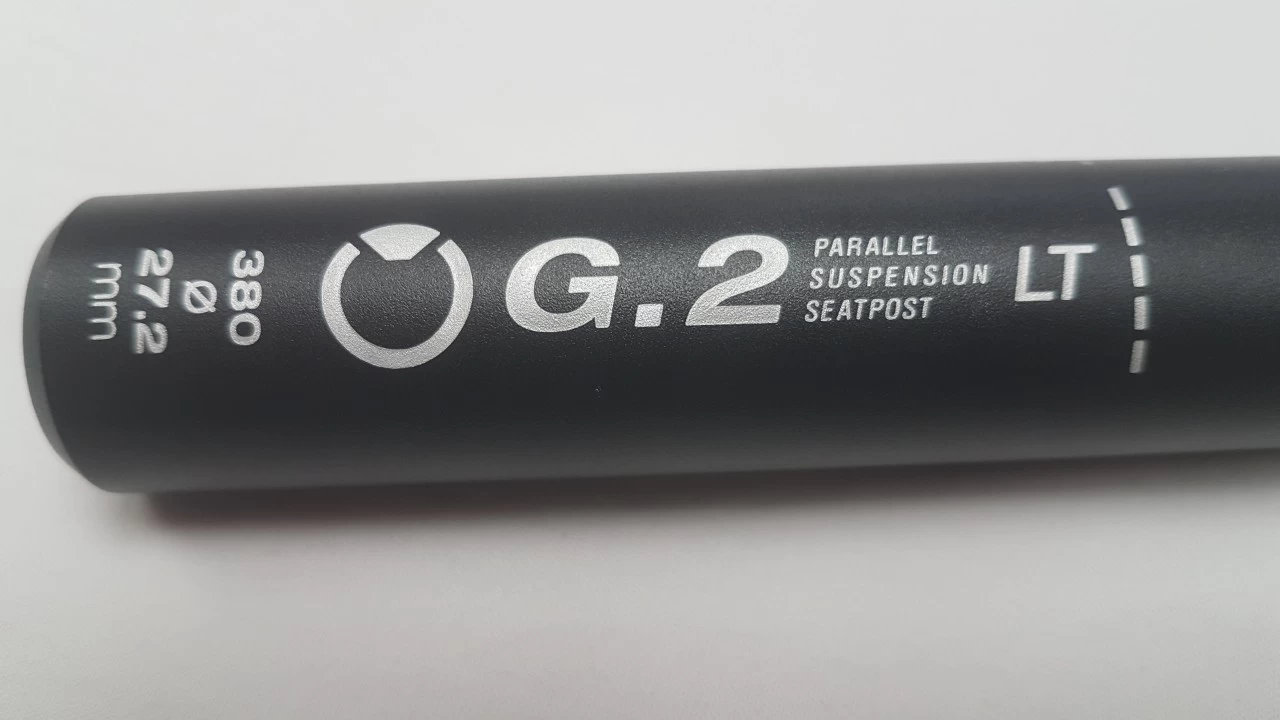 380
Ø
27.2
mm
G.2
PARALLEL
SUSPENSION
SEATPOST
LT